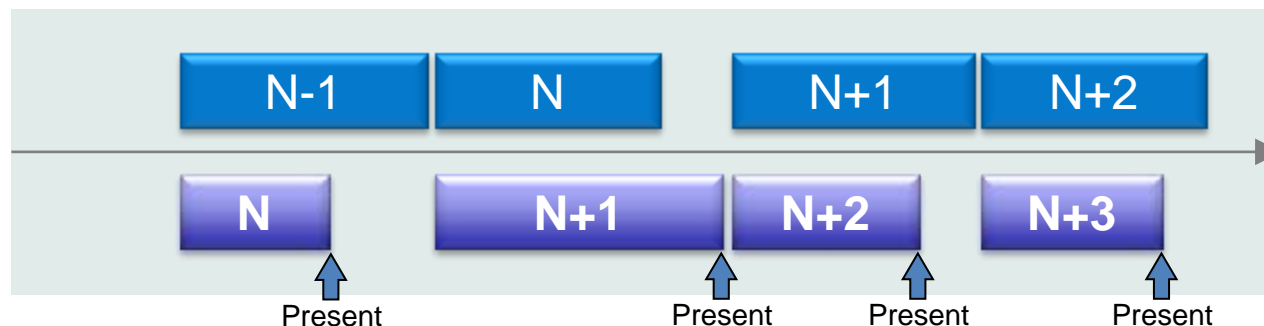 N-1 N N+1 N+2
N N+1 N+2 N+3
Present Present Present Present